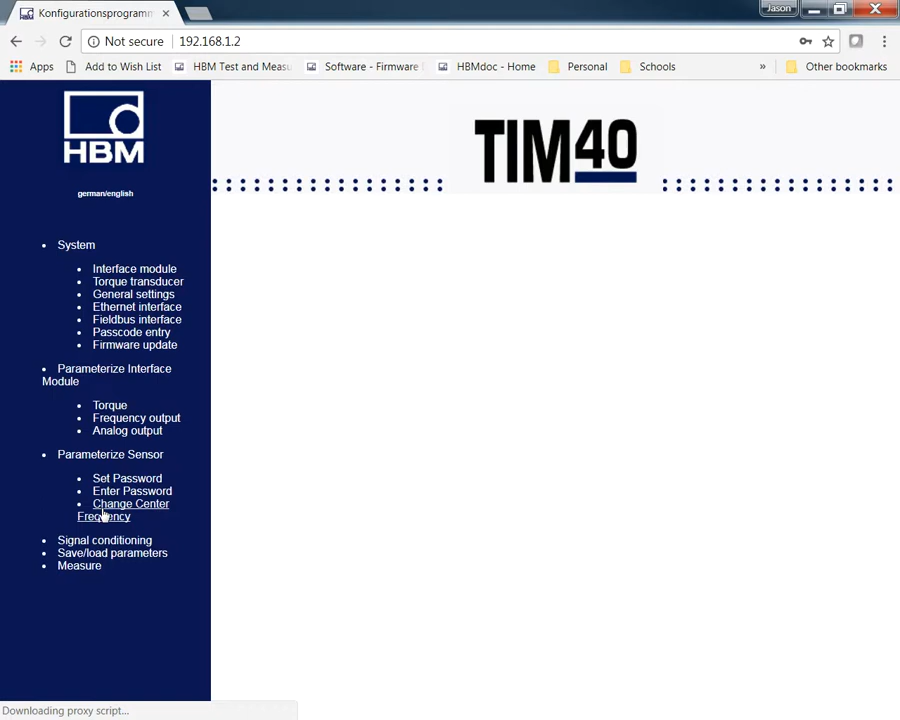 Konfigurationsprogramm
Jason
Not secure
192.168.1.2
Apps
Add to Wish List
HBM Test and Measu
Software - Firmware
HBMdoc - Home
Personal
Schools
»
Other bookmarks
HBM
german/english
TIM40
System
Interface module
Torque transducer
General settings
Ethernet interface
Fieldbus interface
Passcode entry
Firmware update
Parameterize Interface
Module
Torque
Frequency output
Analog output
Parameterize Sensor
Set Password
Enter Password
Change Center
Frequency
Signal conditioning
Save/load parameters
Measure
Downloading proxy script...